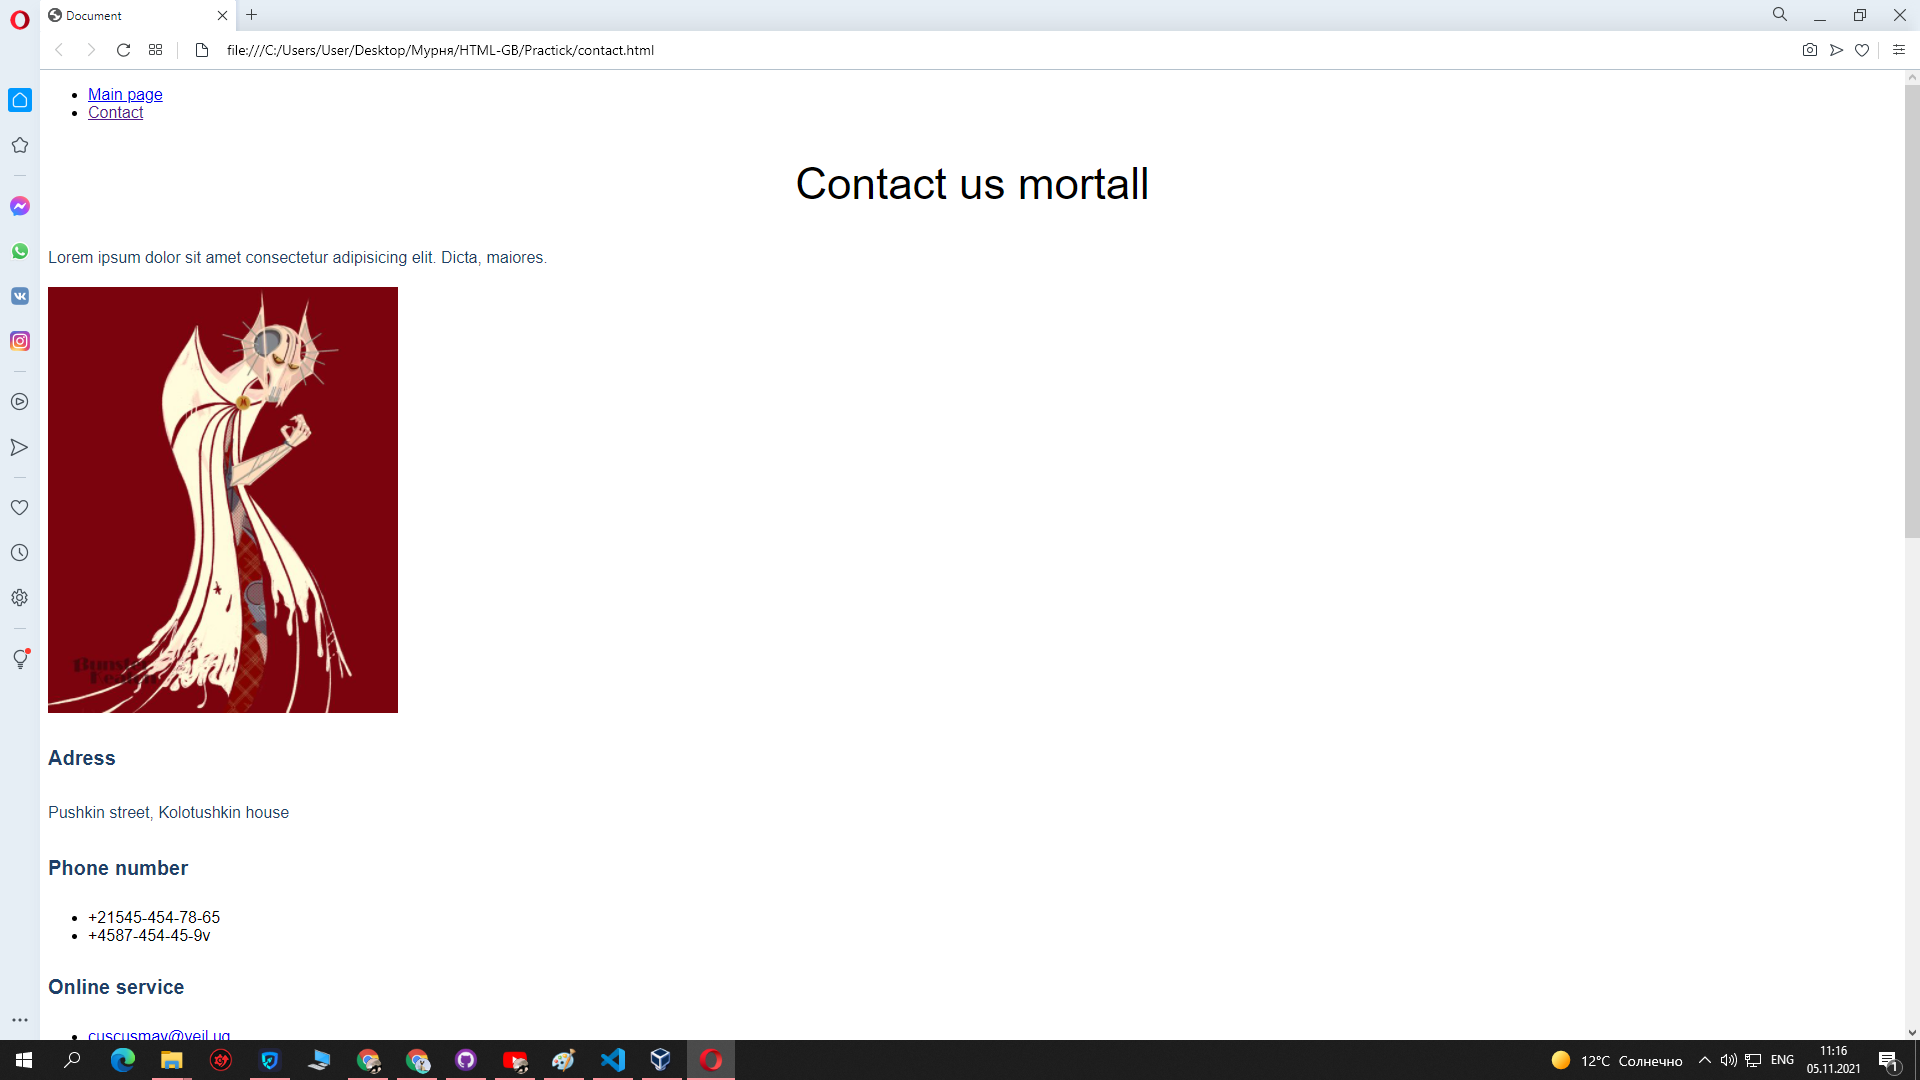 Document
file:///C:/Users/User/Desktop/Мурня/HTML-GB/Practick/contact.html
Main page
Contact
Contact us mortall
Lorem ipsum dolor sit amet consectetur adipisicing elit. Dicta, maiores.
Adress
Pushkin street, Kolotushkin house
Phone number
+21545-454-78-65
+4587-454-45-9v
Online service
12°C Солнечно
ENG
11:16
05.11.2021
1